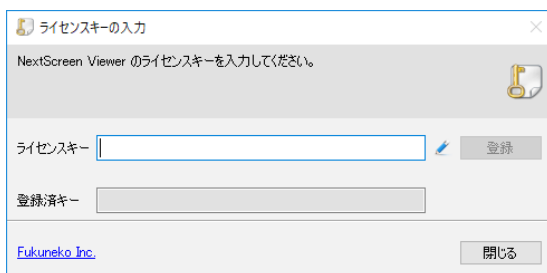 ライセンスキーの入力
NextScreen Viewer のライセンスキーを入力してください。
ライセンスキー
登録
登録済キー
Fukuneko Inc.
閉じる